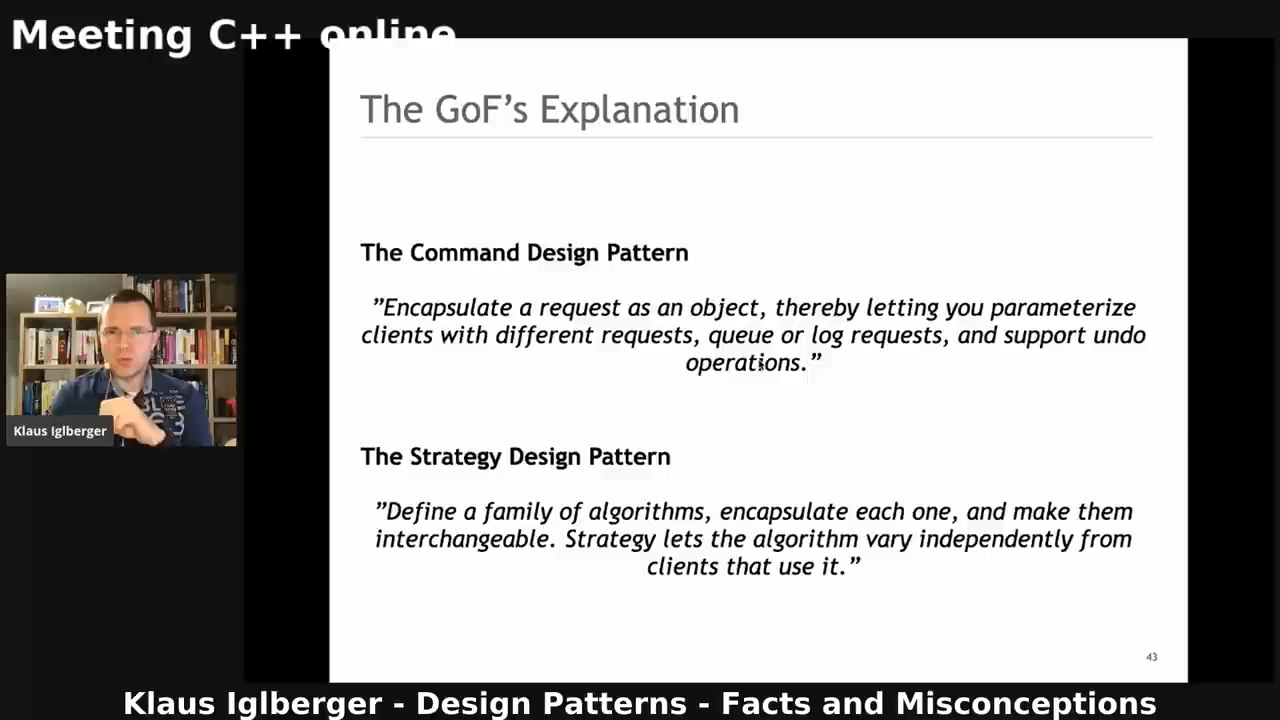 Meeting C++ online
The GoF’s Explanation
The Command Design Pattern
”Encapsulate a request as an object, thereby letting you parameterize
clients with different requests, queue or log requests, and support undo
operations.”
Klaus Iglberger
The Strategy Design Pattern
”Define a family of algorithms, encapsulate each one, and make them
interchangeable. Strategy lets the algorithm vary independently from
clients that use it.”
43
Klaus Iglberger - Design Patterns - Facts and Misconceptions